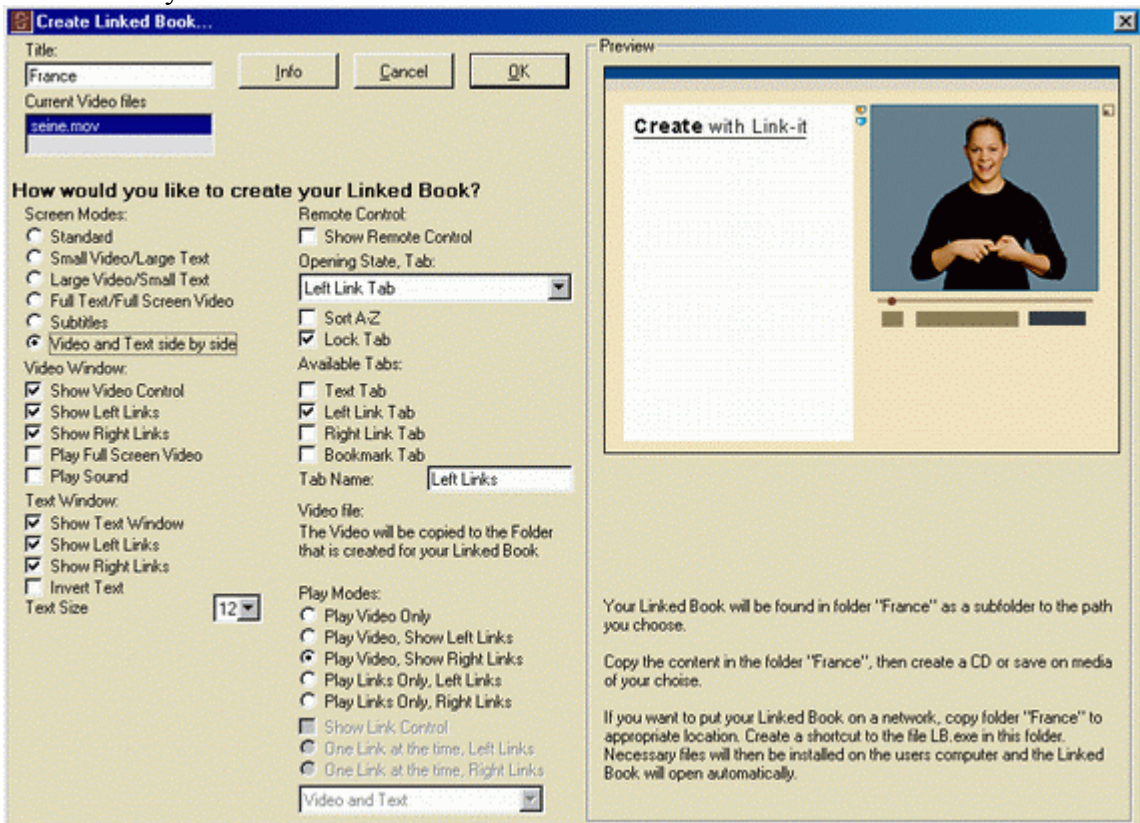 Create Linked Book...
Title:
France
Info
Cancel
OK
Current Video files
seine.mov
How would you like to create your Linked Book?
Screen Modes:
Standard
Small Video/Large Text
Large Video/Small Text
Full Text/Full Screen Video
Subtitles
Video and Text side by side
Video Window:
Show Video Control
Show Left Links
Show Right Links
Play Full Screen Video
Play Sound
Text Window:
Show Text Window
Show Left Links
Show Right Links
Invert Text
Text Size
12
Remote Control:
Show Remote Control
Opening State, Tab:
Left Link Tab
Sort A-Z
Lock Tab
Available Tabs:
Text Tab
Left Link Tab
Right Link Tab
Bookmark Tab
Tab Name:
Left Links
Video file:
The Video will be copied to the Folder
that is created for your Linked Book
Play Modes:
Play Video Only
Play Video, Show Left Links
Play Video, Show Right Links
Play Links Only, Left Links
Play Links Only, Right Links
Show Link Control
One Link at the time, Left Links
One Link at the time, Right Links
Video and Text
Preview
Create with Link-it
Your Linked Book will be found in folder "France" as a subfolder to the path
you choose.
Copy the content in the folder "France", then create a CD or save on media
of your choise.
If you want to put your Linked Book on a network, copy folder "France" to
appropriate location. Create a shortcut to the file LB.exe in this folder.
Necessary files will then be installed on the users computer and the Linked
Book will open automatically.